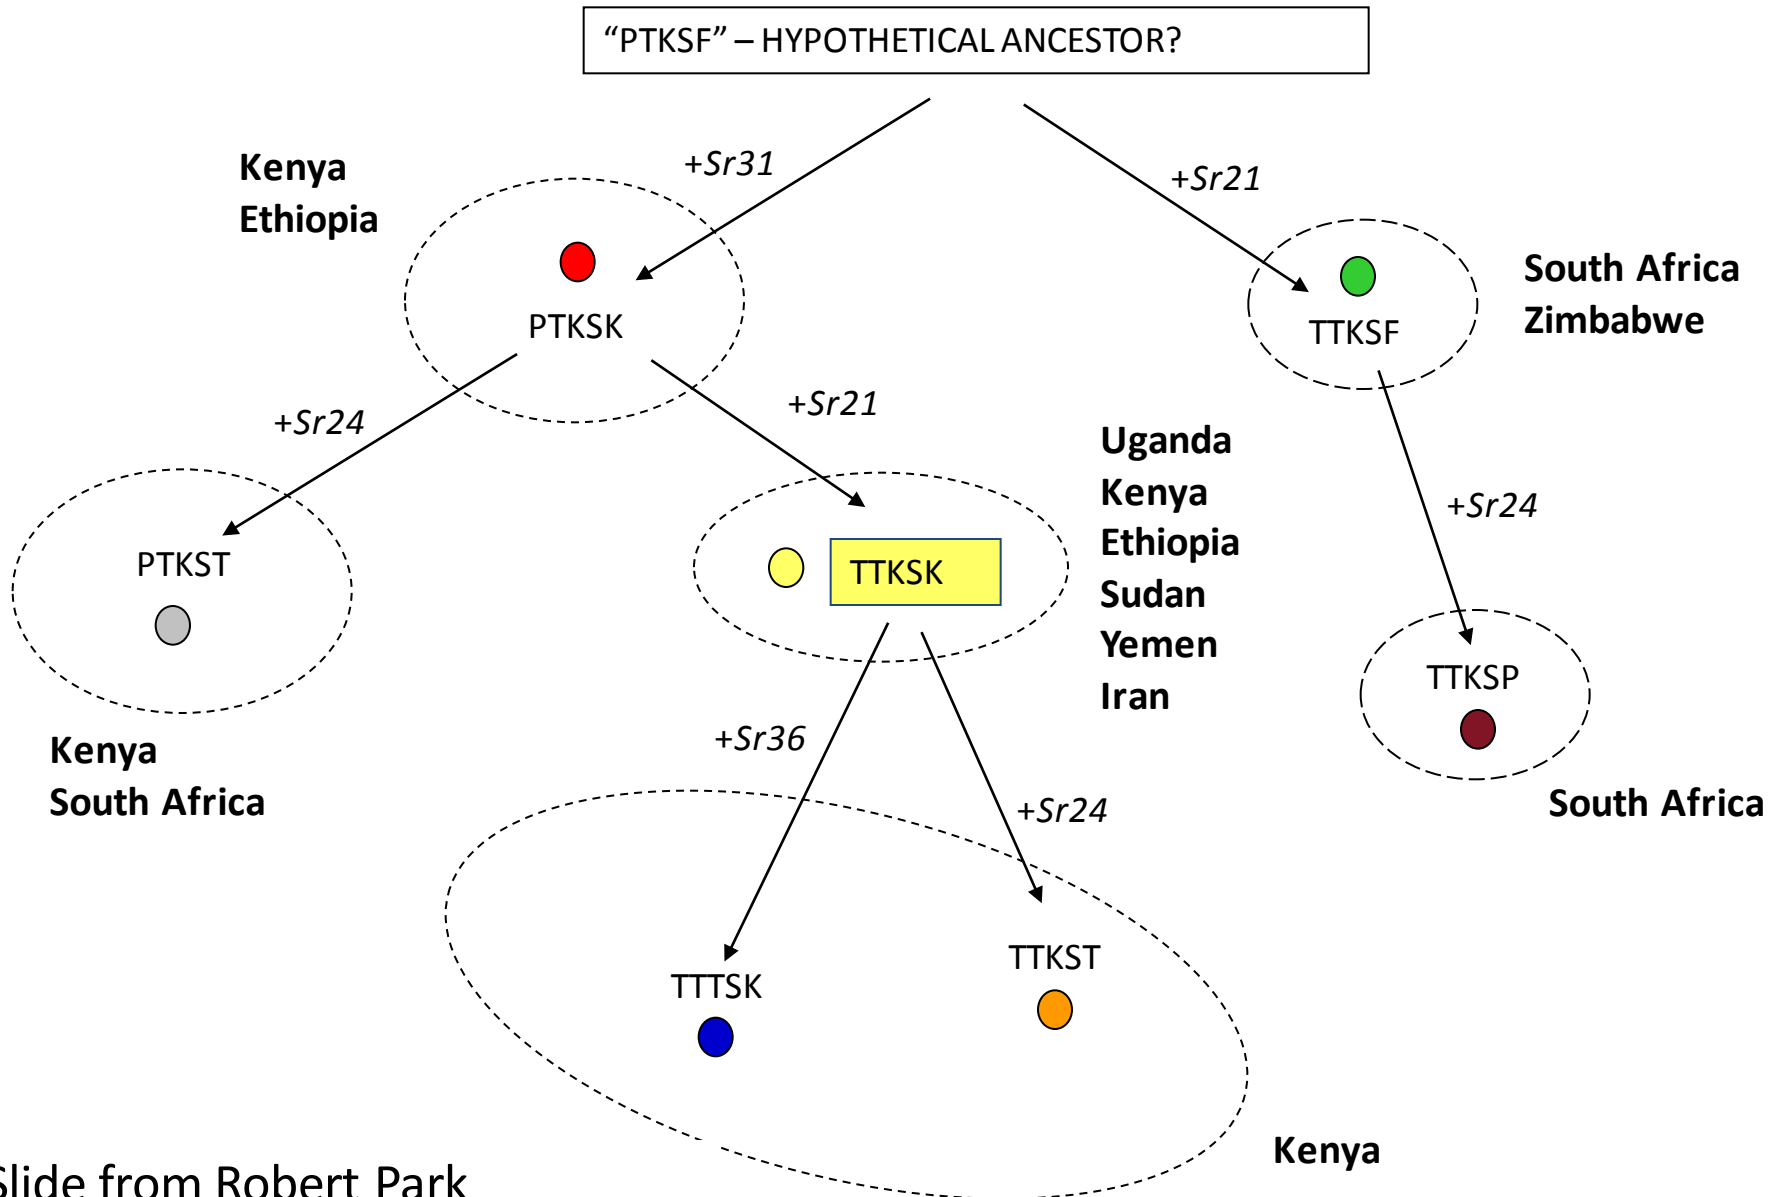 “PTKSF” – HYPOTHETICAL ANCESTOR?
+Sr31
+Sr21
Kenya
Ethiopia
PTKSK
South Africa
Zimbabwe
TTKSF
+Sr24
+Sr21
Uganda
Kenya
Ethiopia
Sudan
Yemen
Iran
+Sr24
PTKST
TTKSK
TTKSP
Kenya
South Africa
+Sr36
+Sr24
South Africa
TTTSK
TTKST
Kenya
Slide from Robert Park